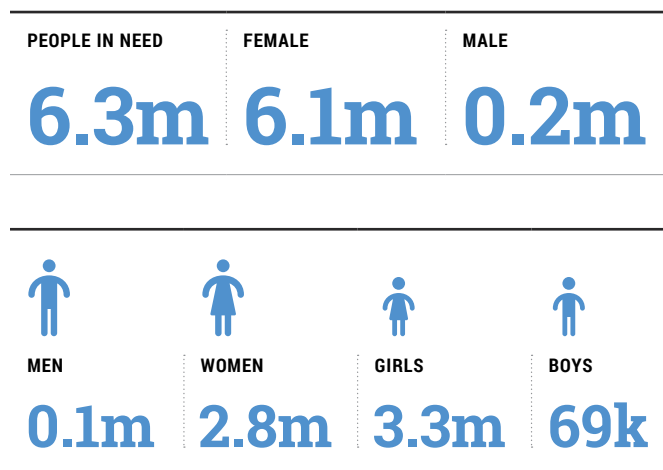 PEOPLE IN NEED FEMALE MALE
6.3m 6.1m 0.2m
MEN WOMEN GIRLS BOYS
0.1m 2.8m 3.3m 69k